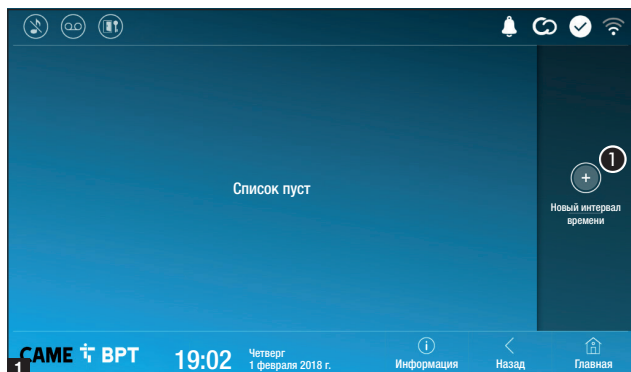 1
Список пуст
Новый интервал
времени
1
CAME BPT
19:02
Четверг
1 февраля 2018 г.
Информация
Назад
Главная